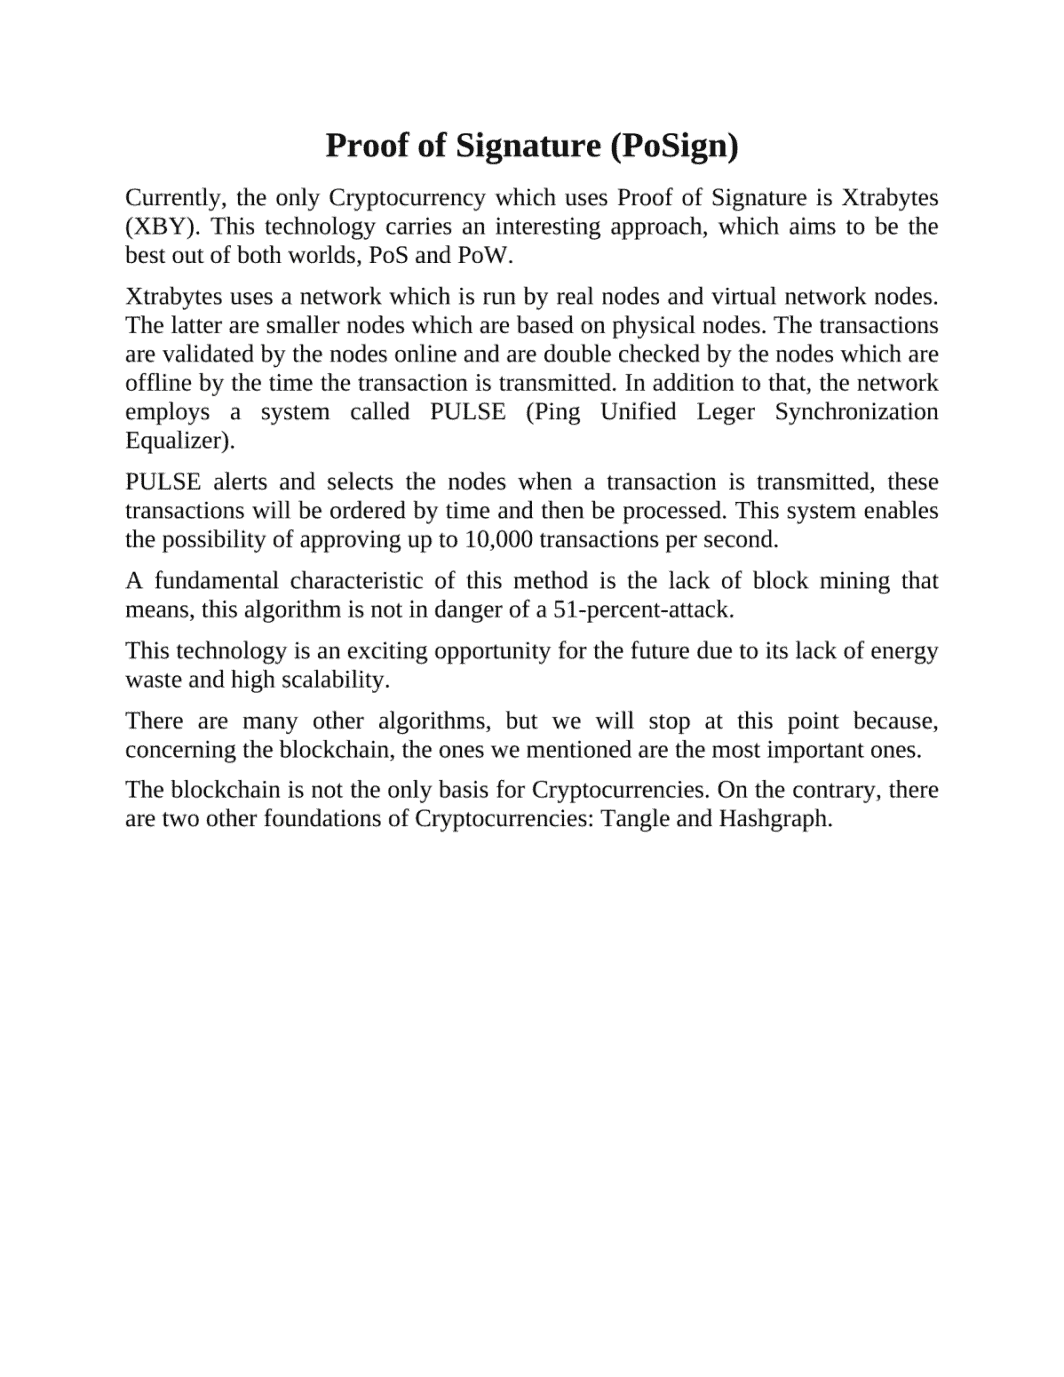 Proof of Signature (PoSign)
Currently, the only Cryptocurrency which uses Proof of Signature is Xtrabytes
(XBY). This technology carries an interesting approach, which aims to be the
best out of both worlds, PoS and PoW.
Xtrabytes uses a network which is run by real nodes and virtual network nodes.
The latter are smaller nodes which are based on physical nodes. The transactions
are validated by the nodes online and are double checked by the nodes which are
offline by the time the transaction is transmitted. In addition to that, the network
employs a system called PULSE (Ping Unified Leger Synchronization
Equalizer).
PULSE alerts and selects the nodes when a transaction is transmitted, these
transactions will be ordered by time and then be processed. This system enables
the possibility of approving up to 10,000 transactions per second.
A fundamental characteristic of this method is the lack of block mining that
means, this algorithm is not in danger of a 51-percent-attack.
This technology is an exciting opportunity for the future due to its lack of energy
waste and high scalability.
There are many other algorithms, but we will stop at this point because,
concerning the blockchain, the ones we mentioned are the most important ones.
The blockchain is not the only basis for Cryptocurrencies. On the contrary, there
are two other foundations of Cryptocurrencies: Tangle and Hashgraph.